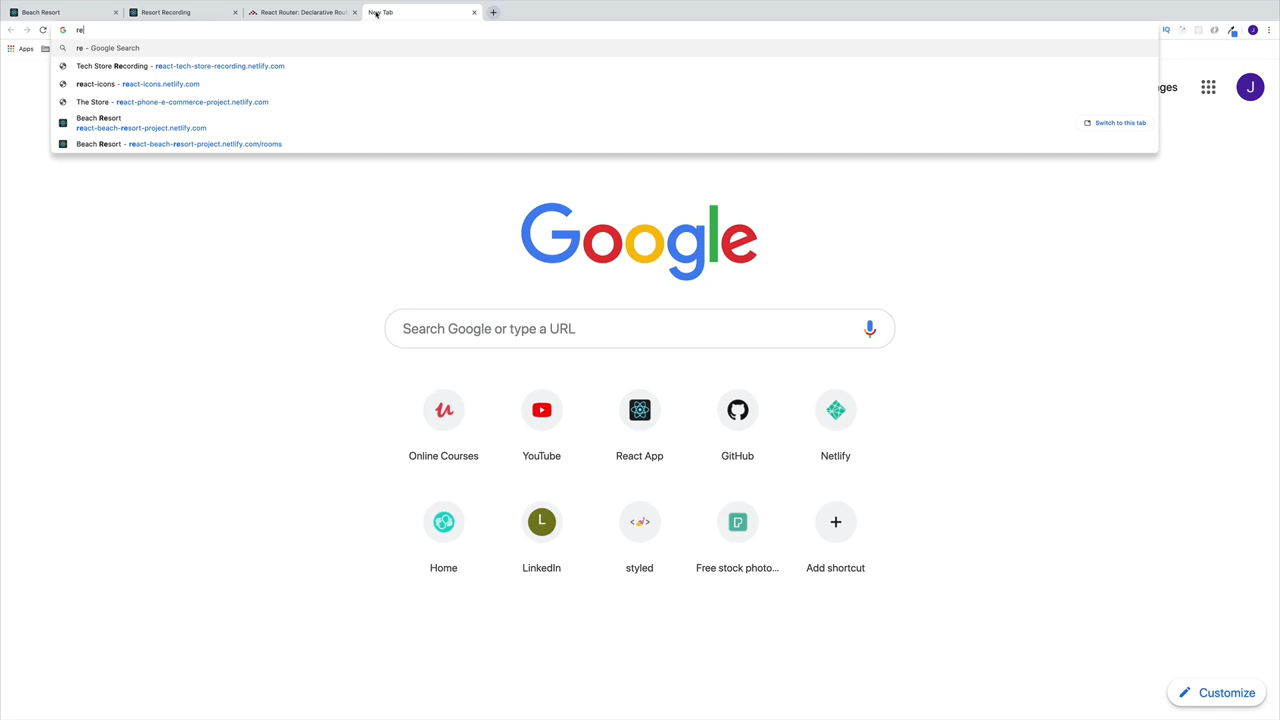 Beach Resort
Resort Recording
React Router: Declarative Rou
New Tab
re
Apps
re - Google Search
Tech Store Recording - react-tech-store-recording.netlify.com
react-icons - react-icons.netlify.com
The Store - react-phone-e-commerce-project.netlify.com
Beach Resort
react-beach-resort-project.netlify.com
Switch to this tab
Beach Resort - react-beach-resort-project.netlify.com/rooms
IQ
J
ges
J
Google
Search Google or type a URL
Online Courses
YouTube
React App
GitHub
Netlify
L
Home
LinkedIn
styled
Free stock photo...
Add shortcut
Customize